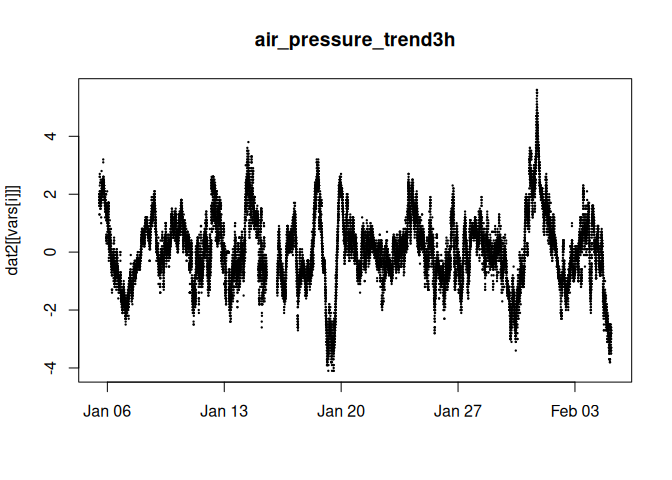 air_pressure_trend3h
dat2[[vars[i]]]
4
2
0
-2
-4
Jan 06
Jan 13
Jan 20
Jan 27
Feb 03